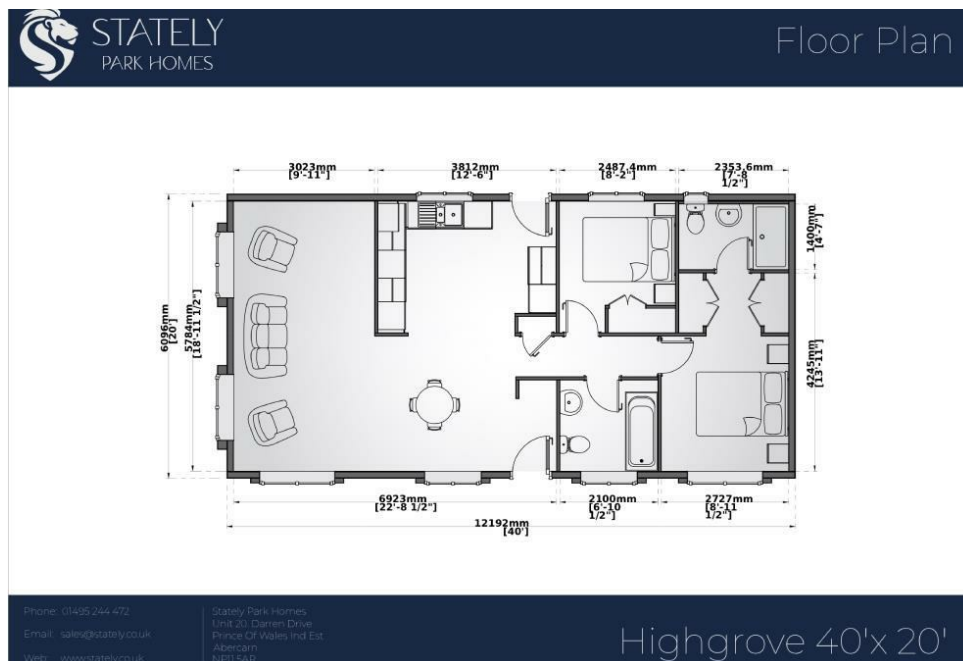 STATELY
PARK HOMES
Floor Plan
3023mm
[9'-11"]
3812mm
[12'-6"]
2487.4mm
[8'-2"]
2353.6mm
[7'-8
1/2"]
1400mm
[4'-7"]
6096mm
[20']
5784mm
[18'-11 1/2"]
4245mm
[13'-11"]
6923mm
[22'-8 1/2"]
2100mm
[6'-10
1/2"]
2727mm
[8'-11
1/2"]
12192mm
[40']
Phone: 01495 244 472
Email: sales@stately.co.uk
Web: www.stately.co.uk
Stately Park Homes
Unit 20, Darren Drive
Prince Of Wales Ind Est
Abercarn
NP11 5AR
Highgrove 40'x 20'